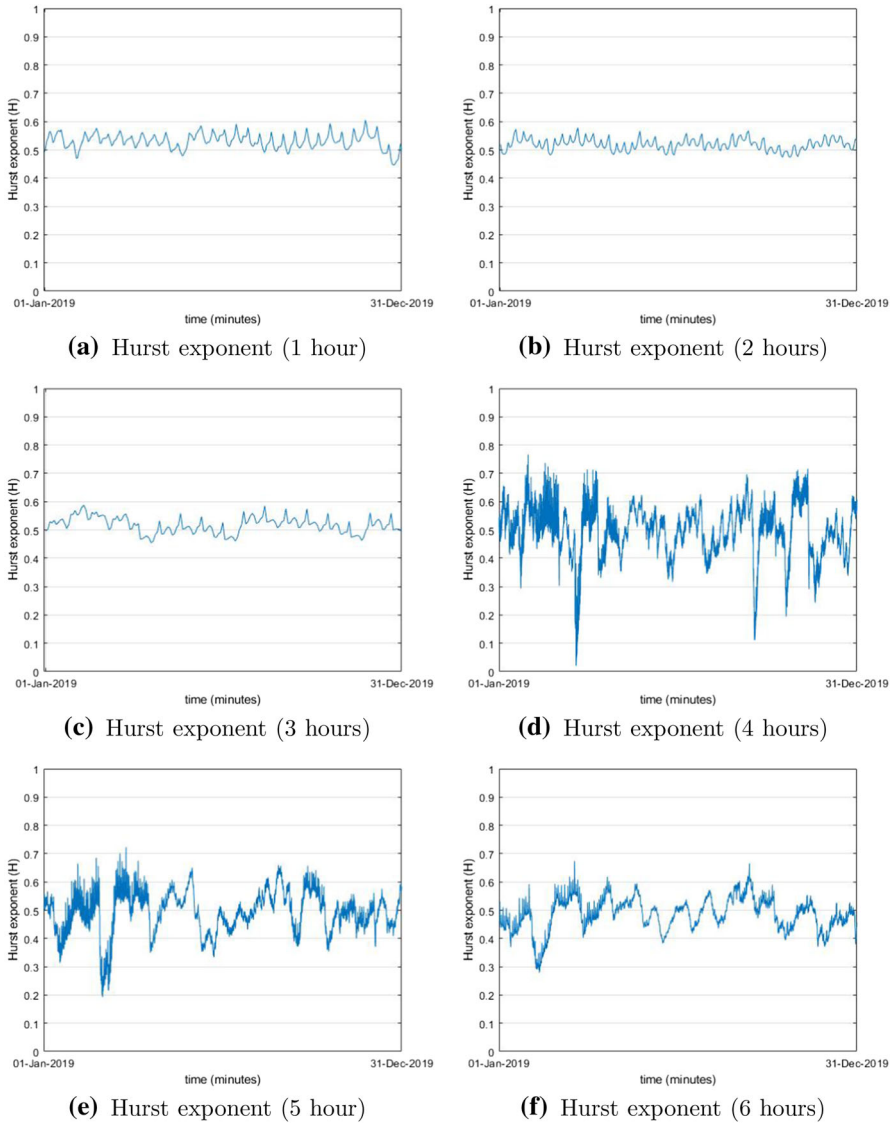 1
0.9
0.8
0.7
0.6
0.5
0.4
0.3
0.2
0.1
0
Hurst exponent (H)
01-Jan-2019 31-Dec-2019
time (minutes)
(a) Hurst exponent (1 hour)
1
0.9
0.8
0.7
0.6
0.5
0.4
0.3
0.2
0.1
0
Hurst exponent (H)
01-Jan-2019 31-Dec-2019
time (minutes)
(b) Hurst exponent (2 hours)
1
0.9
0.8
0.7
0.6
0.5
0.4
0.3
0.2
0.1
0
Hurst exponent (H)
01-Jan-2019 31-Dec-2019
time (minutes)
(c) Hurst exponent (3 hours)
1
0.9
0.8
0.7
0.6
0.5
0.4
0.3
0.2
0.1
0
Hurst exponent (H)
01-Jan-2019 31-Dec-2019
time (minutes)
(d) Hurst exponent (4 hours)
1
0.9
0.8
0.7
0.6
0.5
0.4
0.3
0.2
0.1
0
Hurst exponent (H)
01-Jan-2019 31-Dec-2019
time (minutes)
(e) Hurst exponent (5 hour)
1
0.9
0.8
0.7
0.6
0.5
0.4
0.3
0.2
0.1
0
Hurst exponent (H)
01-Jan-2019 31-Dec-2019
time (minutes)
(f) Hurst exponent (6 hours)